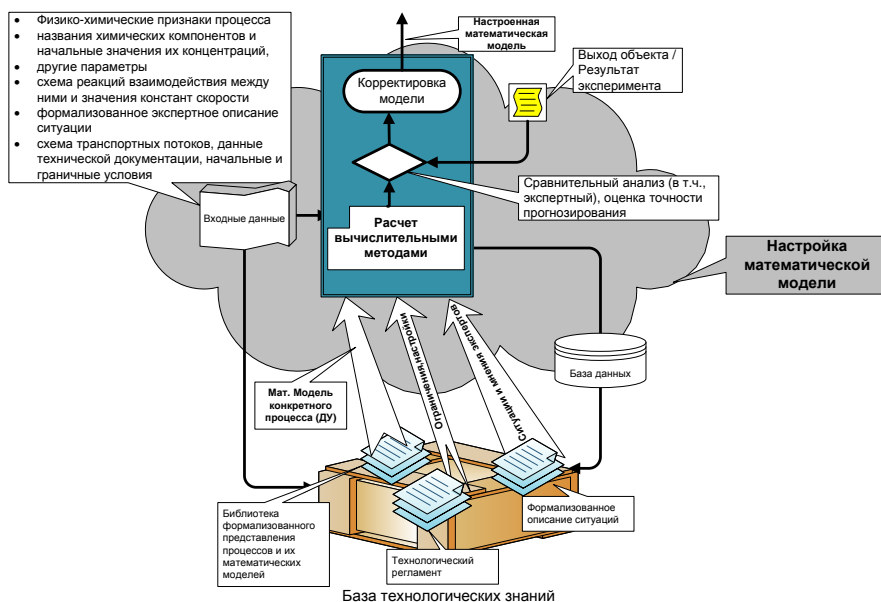 • Физико-химические признаки процесса
• названия химических компонентов и
начальные значения их концентраций,
• другие параметры
• схема реакций взаимодействия между
ними и значения констант скорости
• формализованное экспертное описание
ситуации
• схема транспортных потоков, данные
технической документации, начальные и
граничные условия
Настроенная
математическая
модель
Выход объекта /
Результат
эксперимента
Корректировка
модели
Сравнительный анализ (в т.ч.,
экспертный), оценка точности
прогнозирования
Входные данные
Расчет
вычислительными
методами
Настройка
математической
модели
База данных
Мат. Модель
конкретного
процесса (ДУ)
Ограничения,настройки
Ситуации и мнения экспертов
Библиотека
формализованного
представления
процессов и их
математических
моделей
Технологический
регламент
Формализованное
описание ситуаций
База технологических знаний